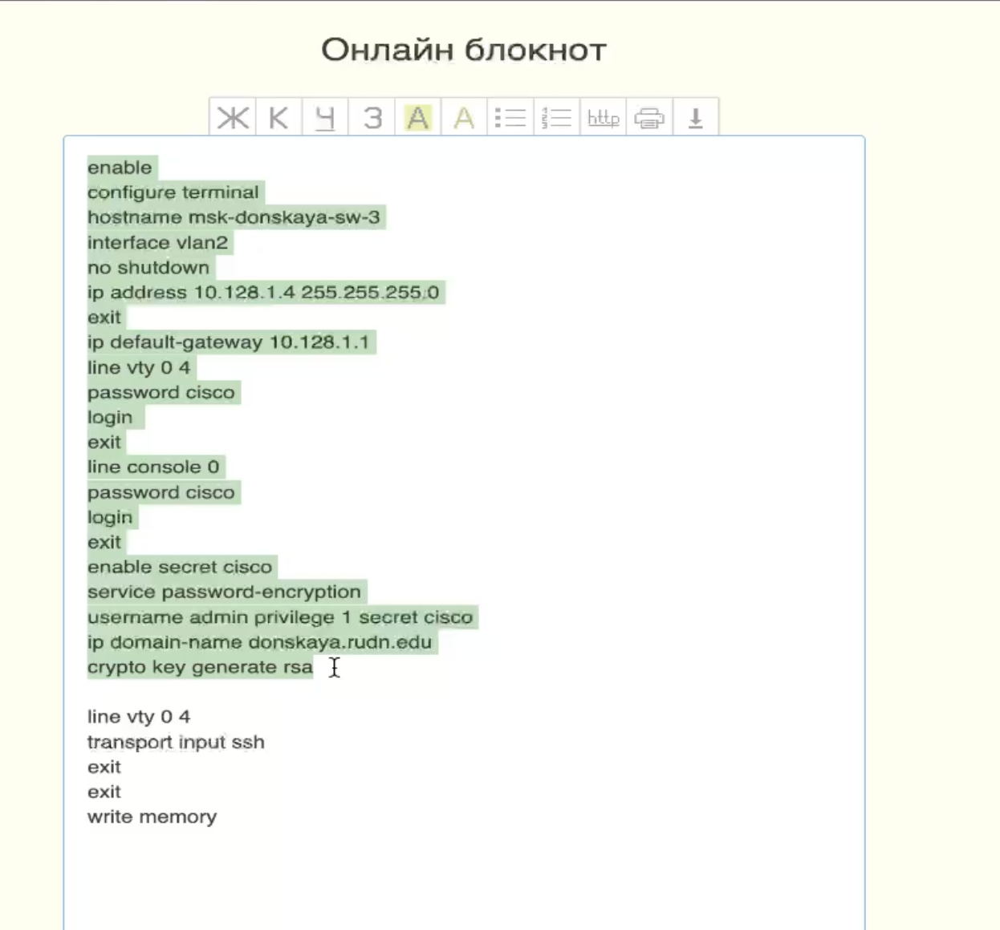 Онлайн блокнот
Ж К Ч З A A http
enable
configure terminal
hostname msk-donskaya-sw-3
interface vlan2
no shutdown
ip address 10.128.1.4 255.255.255.0
exit
ip default-gateway 10.128.1.1
line vty 0 4
password cisco
login
exit
line console 0
password cisco
login
exit
enable secret cisco
service password-encryption
username admin privilege 1 secret cisco
ip domain-name donskaya.rudn.edu
crypto key generate rsa
line vty 0 4
transport input ssh
exit
exit
write memory